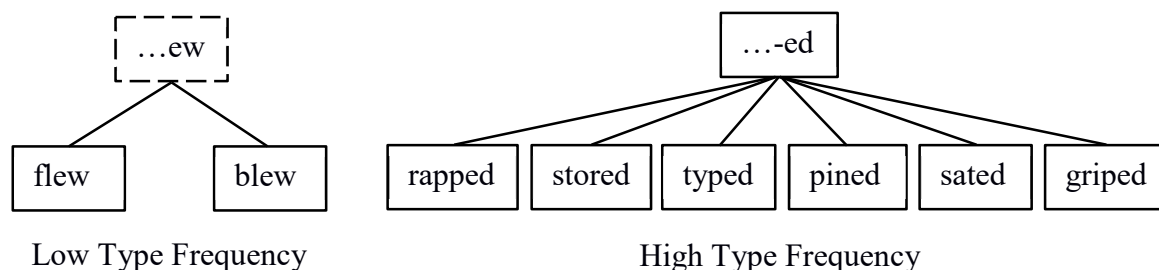 …ew
flew
blew
Low Type Frequency
…-ed
rapped
stored
typed
pined
sated
griped
High Type Frequency